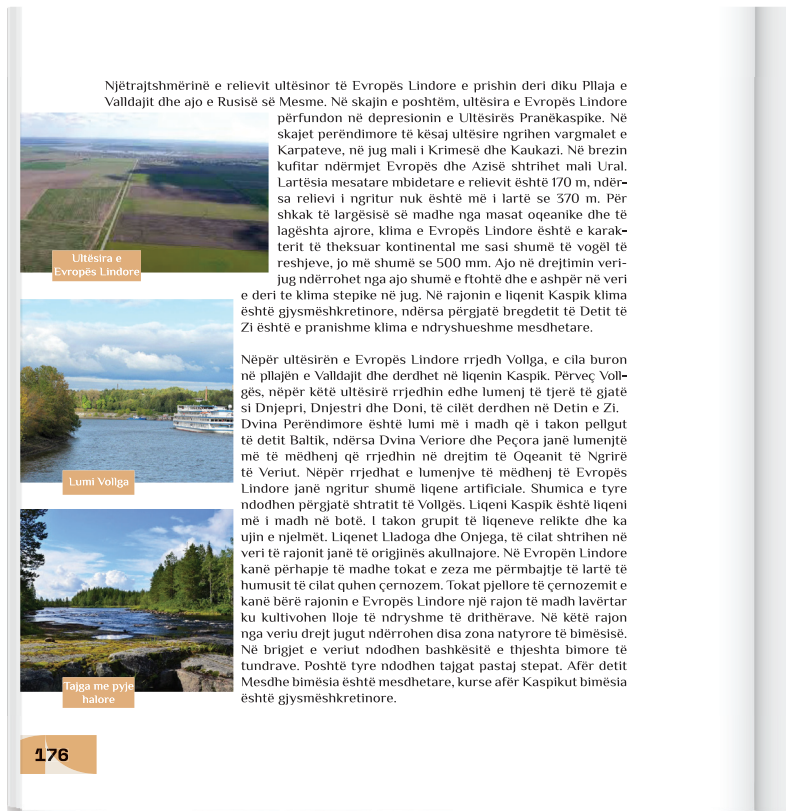 Njëtrajtshmërinë e relievit ultësinor të Evropës Lindore e prishin deri diku Pllaja e
Valldajit dhe ajo e Rusisë së Mesme. Në skajin e poshtëm, ultësira e Evropës Lindore
përfundon në depresionin e Ultësirës Pranëkaspike. Në
skajet perëndimore të kësaj ultësire ngrihen vargmalet e
Karpateve, në jug mali i Krimesë dhe Kaukazi. Në brezin
kufitar ndërmjet Evropës dhe Azisë shtrihet mali Ural.
Lartësia mesatare mbidetare e relievit është 170 m, ndër-
sa relievi i ngritur nuk është më i lartë se 370 m. Për
shkak të largësisë së madhe nga masat oqeanike dhe të
lagështa ajrore, klima e Evropës Lindore është e karak-
terit të theksuar kontinental me sasi shumë të vogël të
reshjeve, jo më shumë se 500 mm. Ajo në drejtimin veri-
jug ndërrohet nga ajo shumë e ftohtë dhe e ashpër në veri
e deri te klima stepike në jug. Në rajonin e liqenit Kaspik klima
është gjysmëshkretinore, ndërsa përgjatë bregdetit të Detit të
Zi është e pranishme klima e ndryshueshme mesdhetare.
Ultësira e
Evropës Lindore
Nëpër ultësirën e Evropës Lindore rrjedh Vollga, e cila buron
në pllajën e Valldajit dhe derdhet në liqenin Kaspik. Përveç Voll-
gës, nëpër këtë ultësirë rrjedhin edhe lumenj të tjerë të gjatë
si Dnjepri, Dnjestri dhe Doni, të cilët derdhen në Detin e Zi.
Dvina Perëndimore është lumi më i madh që i takon pellgut
të detit Baltik, ndërsa Dvina Veriore dhe Peçora janë lumenjtë
më të mëdhenj që rrjedhin në drejtim të Oqeanit të Ngrirë
të Veriut. Nëpër rrjedhat e lumenjve të mëdhenj të Evropës
Lindore janë ngritur shumë liqene artificiale. Shumica e tyre
ndodhen përgjatë shtratit të Vollgës. Liqeni Kaspik është liqeni
më i madh në botë. I takon grupit të liqeneve relikte dhe ka
ujin e njelmët. Liqenet Lladoga dhe Onjega, të cilat shtrihen në
veri të rajonit janë të origjinës akullnajore. Në Evropën Lindore
kanë përhapje të madhe tokat e zeza me përmbajtje të lartë të
humusit të cilat quhen çernozem. Tokat pjellore të çernozemit e
kanë bërë rajonin e Evropës Lindore një rajon të madh lavërtar
ku kultivohen lloje të ndryshme të drithërave. Në këtë rajon
nga veriu drejt jugut ndërrohen disa zona natyrore të bimësisë.
Në brigjet e veriut ndodhen bashkësitë e thjeshta bimore të
tundrave. Poshtë tyre ndodhen tajgat pastaj stepat. Afër detit
Mesdhe bimësia është mesdhetare, kurse afër Kaspikut bimësia
është gjysmëshkretinore.
Lumi Vollga
Tajga me pyje
halore
176